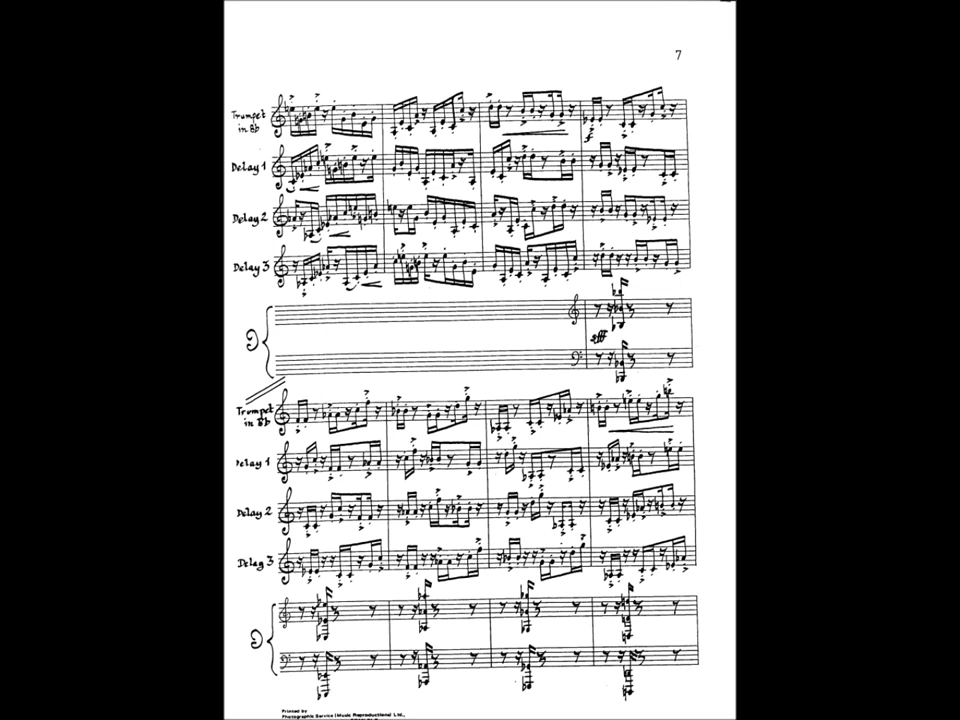 7
Trumpet
in Bb
Delay 1
Delay 2
Delay 3
f
fff
Trumpet
in Bb
Delay 1
Delay 2
Delay 3
Printed by
Photographic Service (Music Reproductions) Ltd.,